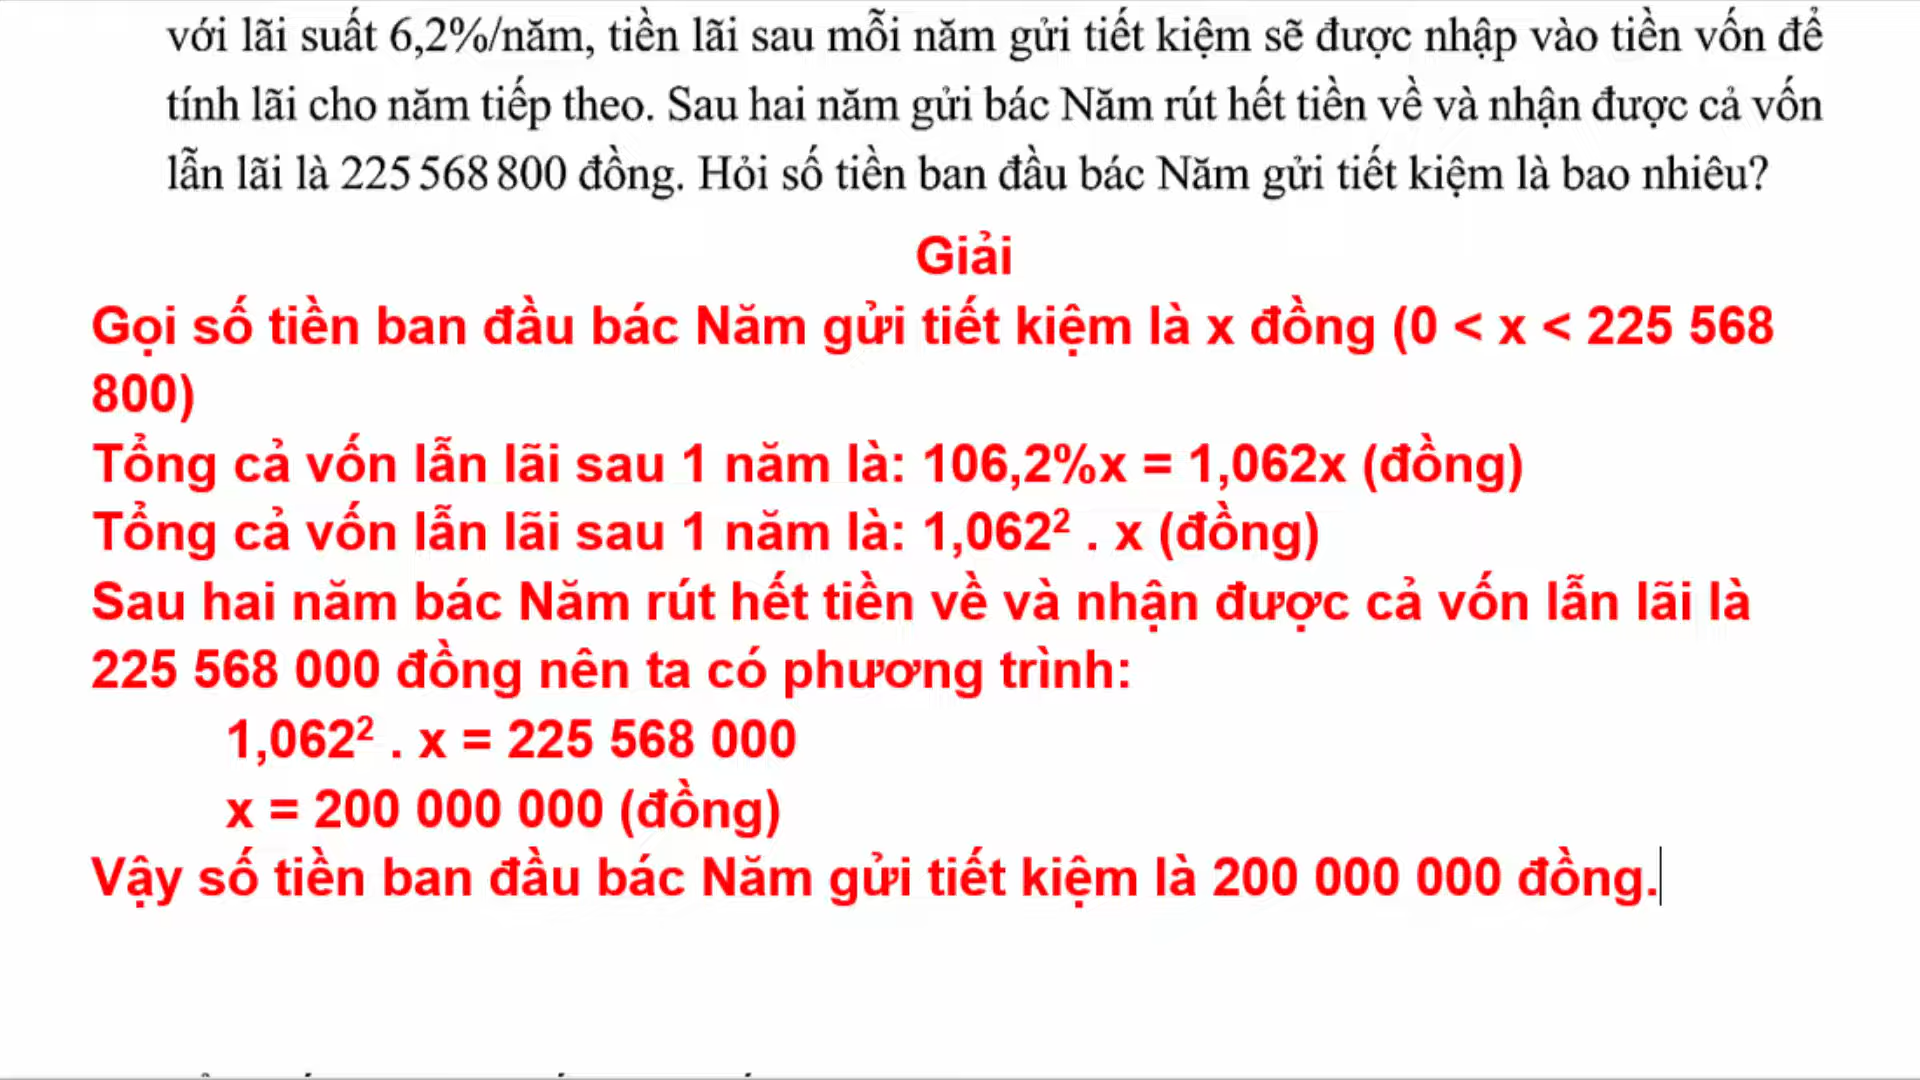 với lãi suất 6,2%/năm, tiền lãi sau mỗi năm gửi tiết kiệm sẽ được nhập vào tiền vốn để
tính lãi cho năm tiếp theo. Sau hai năm gửi bác Năm rút hết tiền về và nhận được cả vốn
lẫn lãi là 225 568 800 đồng. Hỏi số tiền ban đầu bác Năm gửi tiết kiệm là bao nhiêu?
Giải
Gọi số tiền ban đầu bác Năm gửi tiết kiệm là x đồng (0 < x < 225 568
800)
Tổng cả vốn lẫn lãi sau 1 năm là: 106,2%x = 1,062x (đồng)
Tổng cả vốn lẫn lãi sau 1 năm là: 1,062² . x (đồng)
Sau hai năm bác Năm rút hết tiền về và nhận được cả vốn lẫn lãi là
225 568 000 đồng nên ta có phương trình:
1,062² . x = 225 568 000
x = 200 000 000 (đồng)
Vậy số tiền ban đầu bác Năm gửi tiết kiệm là 200 000 000 đồng.